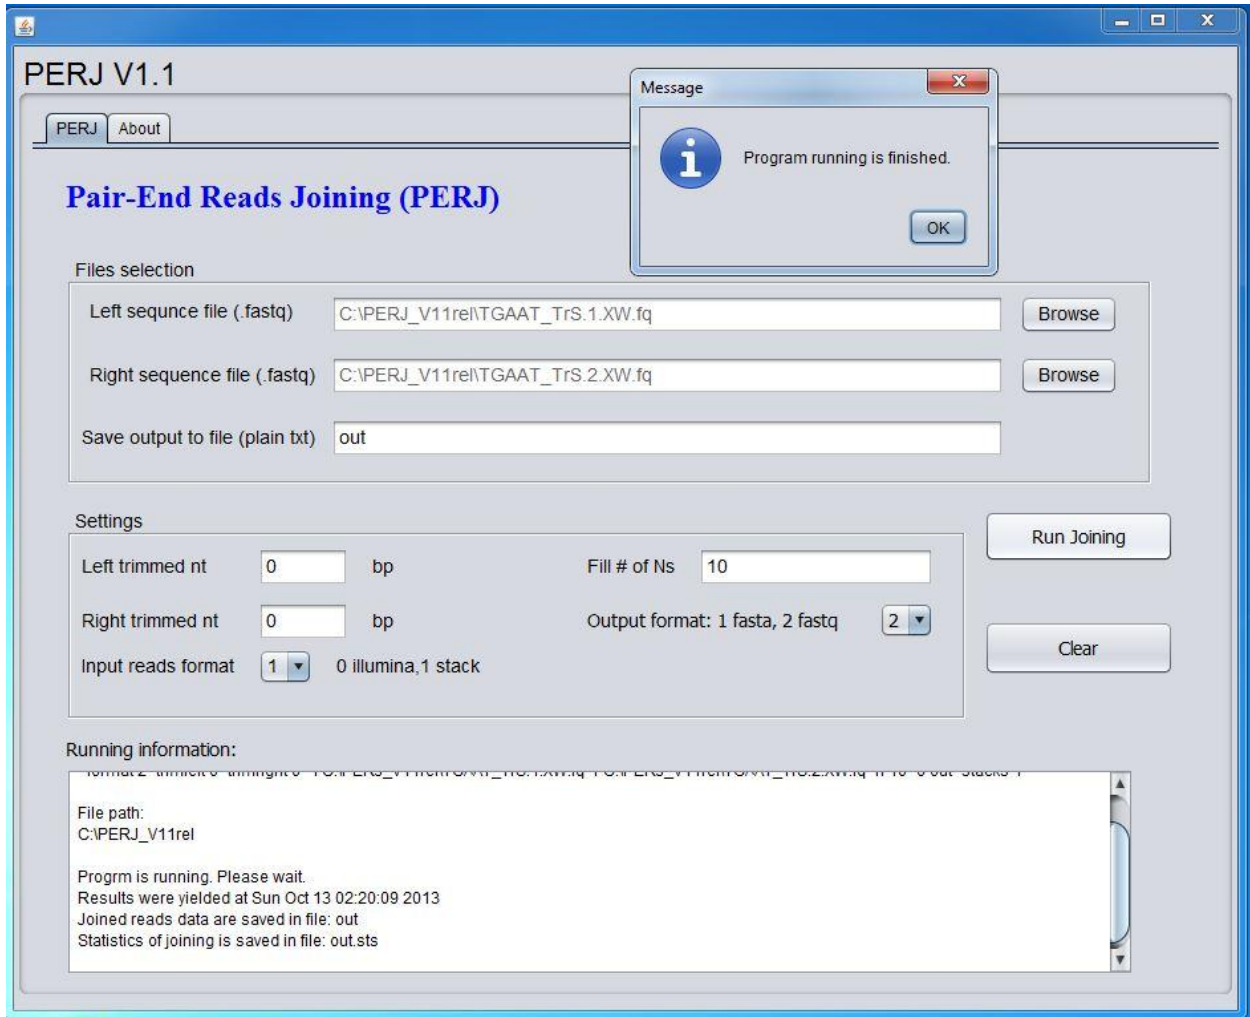 PERJ V1.1
Message
Program running is finished.
OK
PERJ About
Pair-End Reads Joining (PERJ)
Files selection
Left sequnce file (.fastq) C:\PERJ_V11rel\TGAAT_TrS.1.XW.fq Browse
Right sequence file (.fastq) C:\PERJ_V11rel\TGAAT_TrS.2.XW.fq Browse
Save output to file (plain txt) out
Settings
Left trimmed nt 0 bp Fill # of Ns 10
Right trimmed nt 0 bp Output format: 1 fasta, 2 fastq 2
Input reads format 1 0 illumina,1 stack
Run Joining
Clear
Running information:
File path:
C:\PERJ_V11rel
Progrm is running. Please wait.
Results were yielded at Sun Oct 13 02:20:09 2013
Joined reads data are saved in file: out
Statistics of joining is saved in file: out.sts